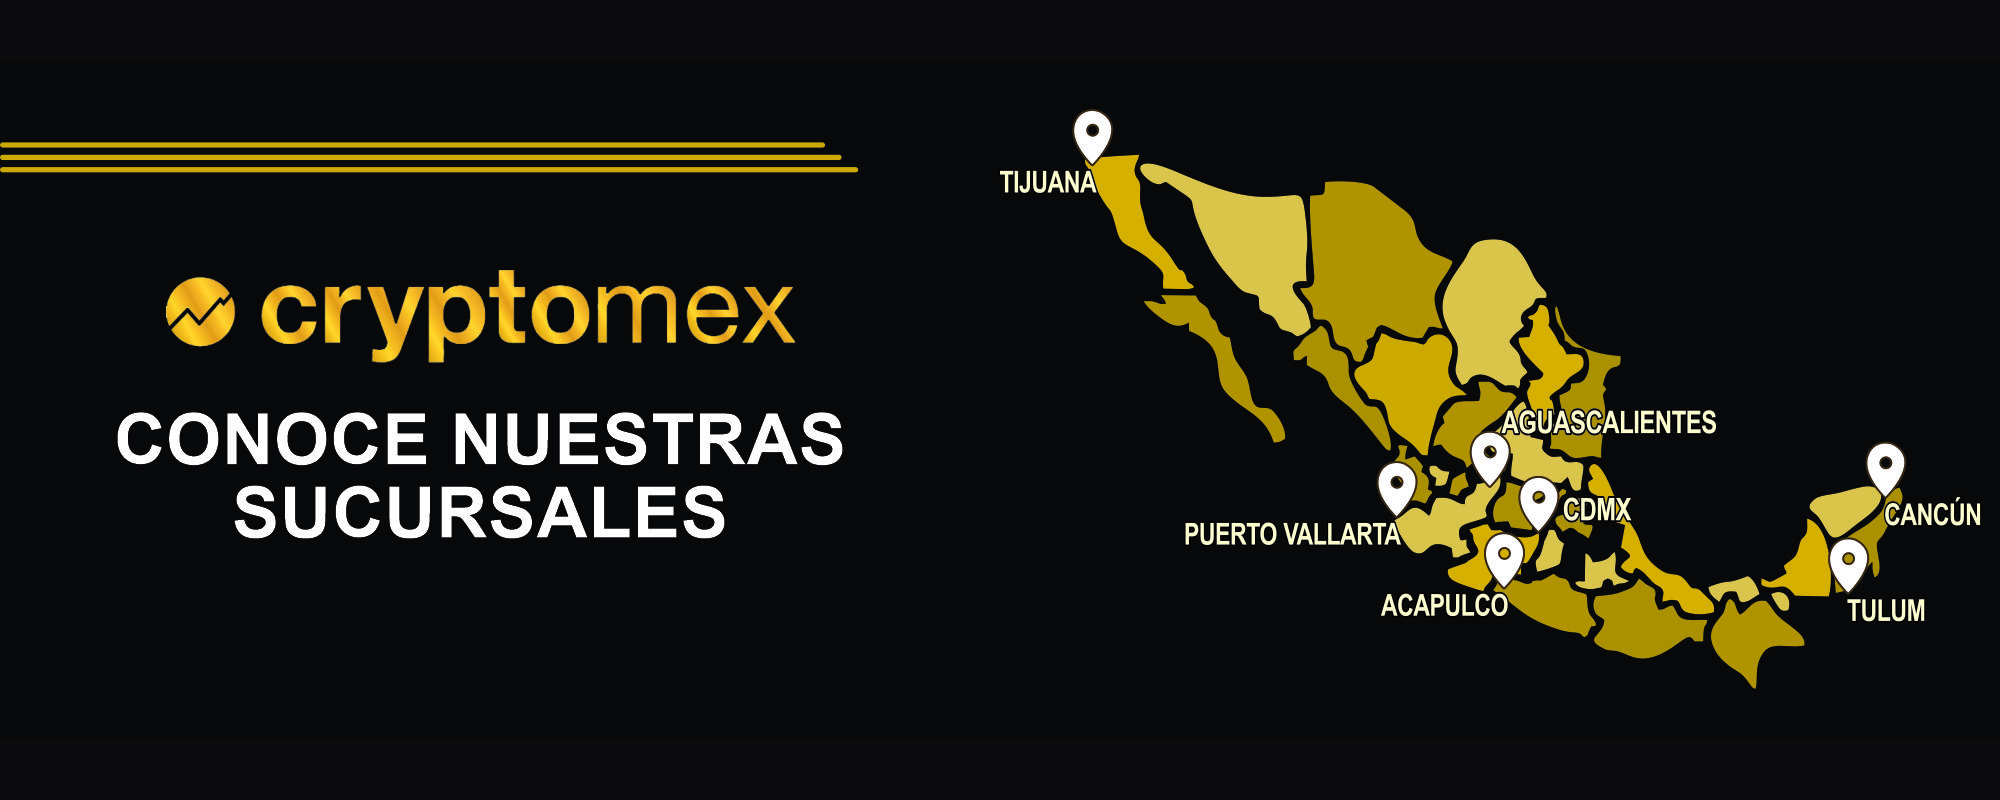 cryptomex
CONOCE NUESTRAS
SUCURSALES
TIJUANA
AGUASCALIENTES
CDMX
PUERTO VALLARTA
ACAPULCO
CANCÚN
TULUM